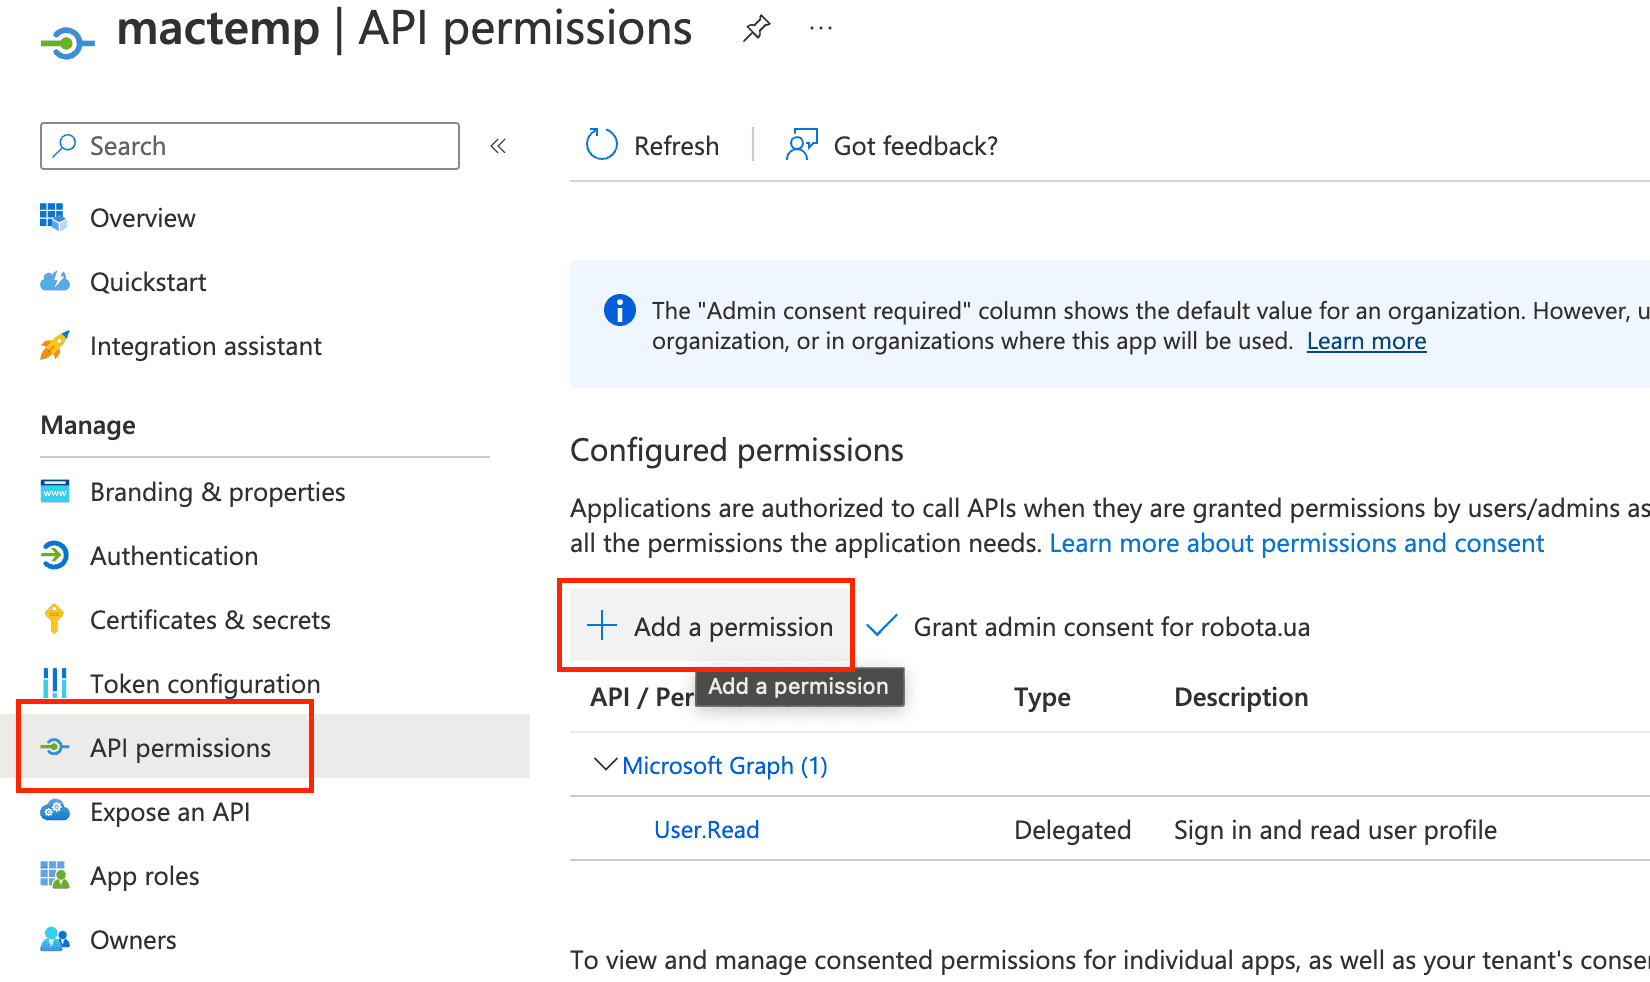 mactemp | API permissions
Search
Refresh
Got feedback?
Overview
Quickstart
Integration assistant
Manage
Branding & properties
Authentication
Certificates & secrets
Token configuration
API permissions
Expose an API
App roles
Owners
The "Admin consent required" column shows the default value for an organization. However,
organization, or in organizations where this app will be used. Learn more
Configured permissions
Applications are authorized to call APIs when they are granted permissions by users/admins as
all the permissions the application needs. Learn more about permissions and consent
Add a permission
Grant admin consent for robota.ua
Add a permission
API / Per
Type
Description
Microsoft Graph (1)
User.Read
Delegated
Sign in and read user profile
To view and manage consented permissions for individual apps, as well as your tenant's